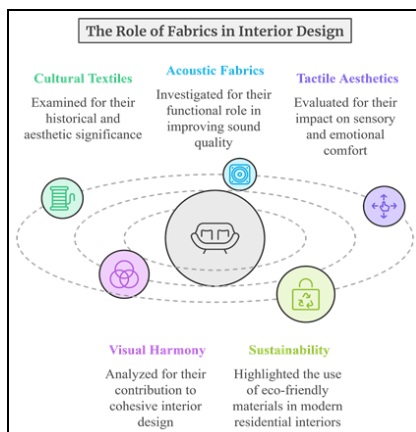 The Role of Fabrics in Interior Design
Cultural Textiles
Examined for their
historical and
aesthetic significance
Acoustic Fabrics
Investigated for their
functional role in
improving sound
quality
Tactile Aesthetics
Evaluated for their
impact on sensory
and emotional
comfort
Visual Harmony
Analyzed for their
contribution to
cohesive interior
design
Sustainability
Highlighted the use
of eco-friendly
materials in modern
residential interiors